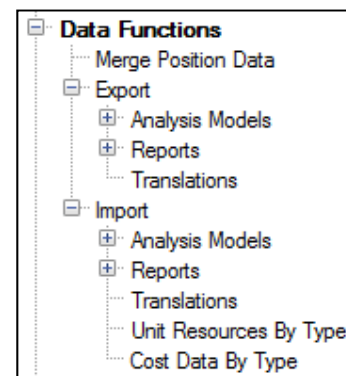 Data Functions
Merge Position Data
Export
Analysis Models
Reports
Translations
Import
Analysis Models
Reports
Translations
Unit Resources By Type
Cost Data By Type